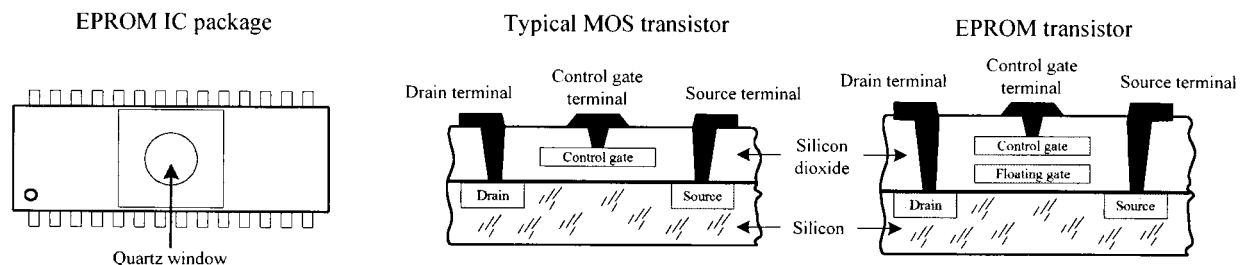 EPROM IC package
Quartz window
Typical MOS transistor
Drain terminal
Control gate
terminal
Source terminal
Control gate
Drain
Source
Silicon
dioxide
Silicon
EPROM transistor
Drain terminal
Control gate
terminal
Source terminal
Control gate
Floating gate
Drain
Source